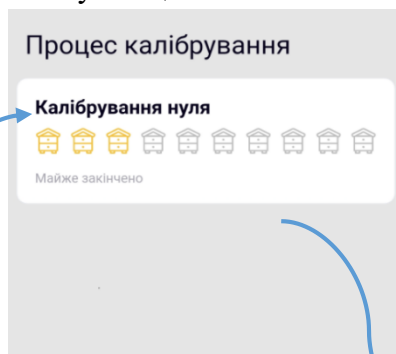 Процес калібрування
Калібрування нуля
Майже закінчено